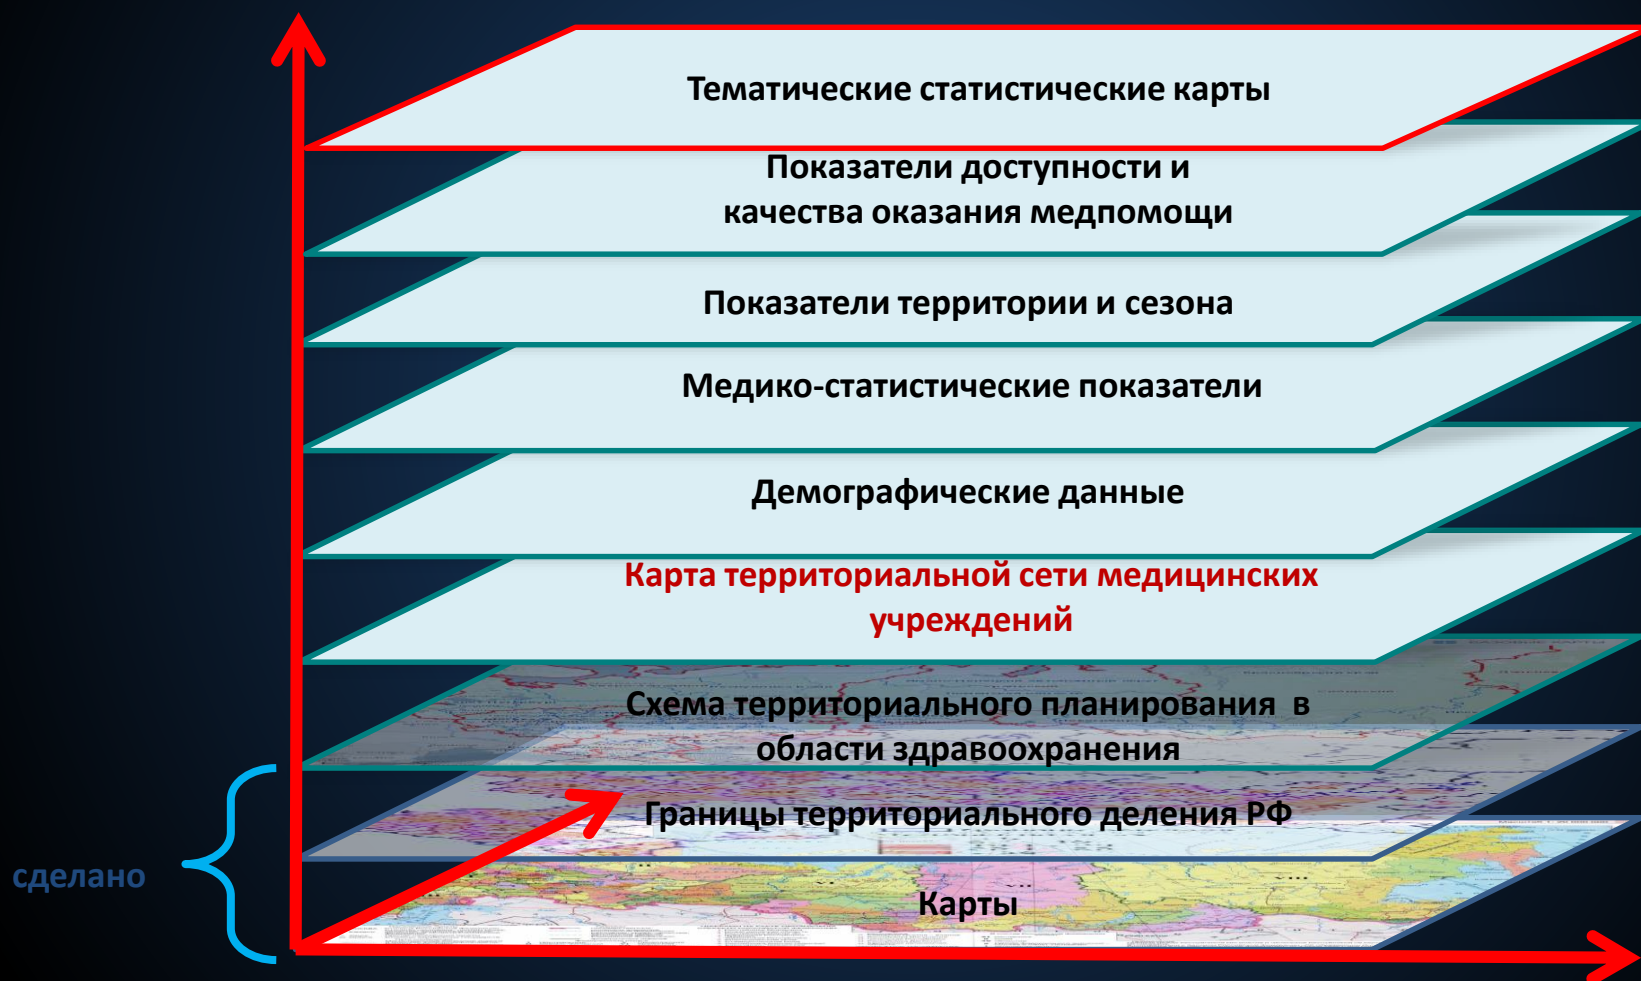 Тематические статистические карты
Показатели доступности и
качества оказания медпомощи
Показатели территории и сезона
Медико-статистические показатели
Демографические данные
Карта территориальной сети медицинских
учреждений
Схема территориального планирования в
области здравоохранения
Границы территориального деления РФ
сделано
Карты